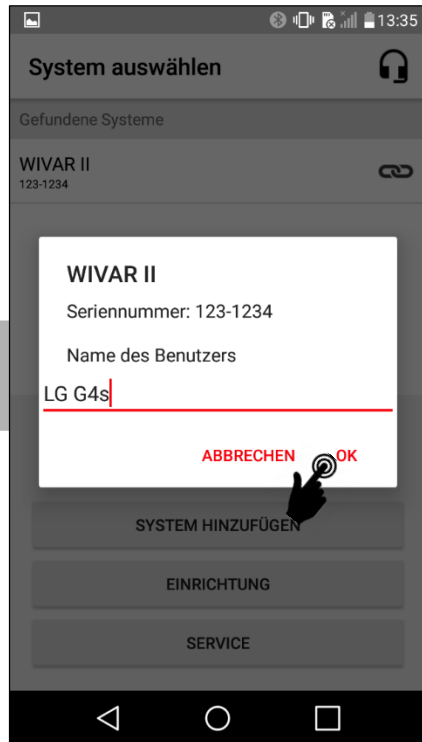 13:35
System auswählen
Gefundene Systeme
WIVAR II
123-1234
WIVAR II
Seriennummer: 123-1234
Name des Benutzers
LG G4s
ABBRECHEN OK
SYSTEM HINZUFÜGEN
EINRICHTUNG
SERVICE